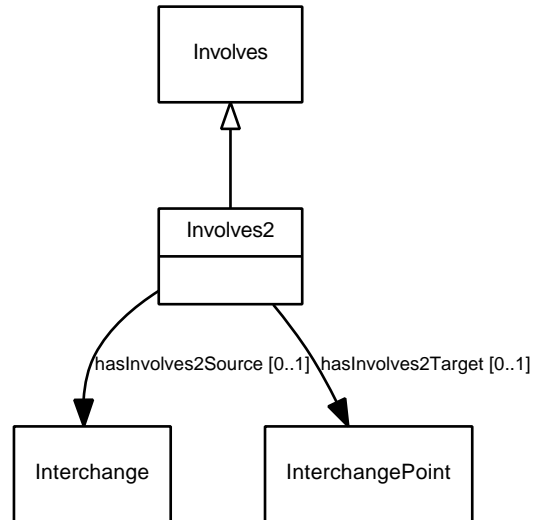 Involves
Involves2
hasInvolves2Source [0..1]
hasInvolves2Target [0..1]
Interchange
InterchangePoint